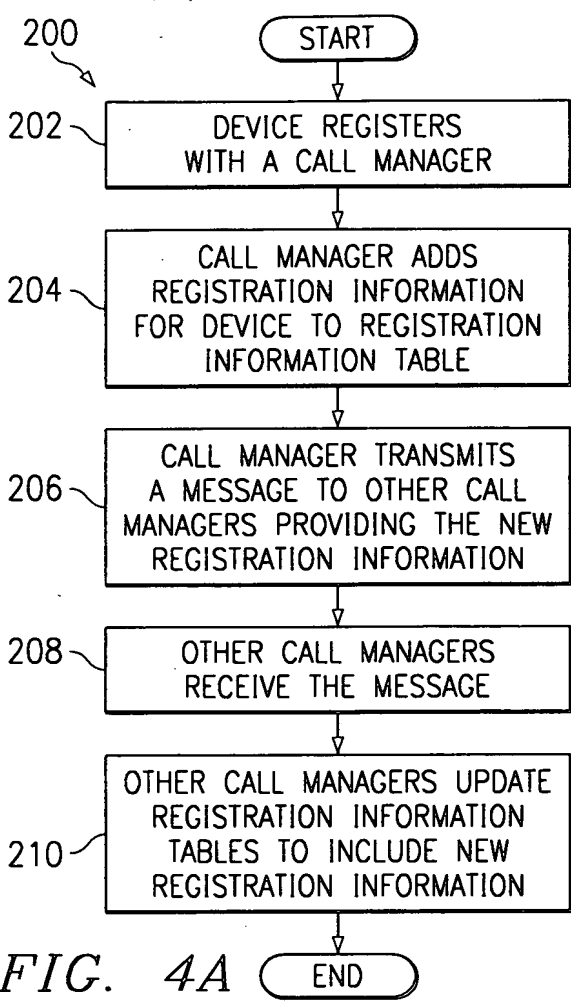 200
START
202
DEVICE REGISTERS
WITH A CALL MANAGER
204
CALL MANAGER ADDS
REGISTRATION INFORMATION
FOR DEVICE TO REGISTRATION
INFORMATION TABLE
206
CALL MANAGER TRANSMITS
A MESSAGE TO OTHER CALL
MANAGERS PROVIDING THE NEW
REGISTRATION INFORMATION
208
OTHER CALL MANAGERS
RECEIVE THE MESSAGE
210
OTHER CALL MANAGERS UPDATE
REGISTRATION INFORMATION
TABLES TO INCLUDE NEW
REGISTRATION INFORMATION
FIG. 4A
END